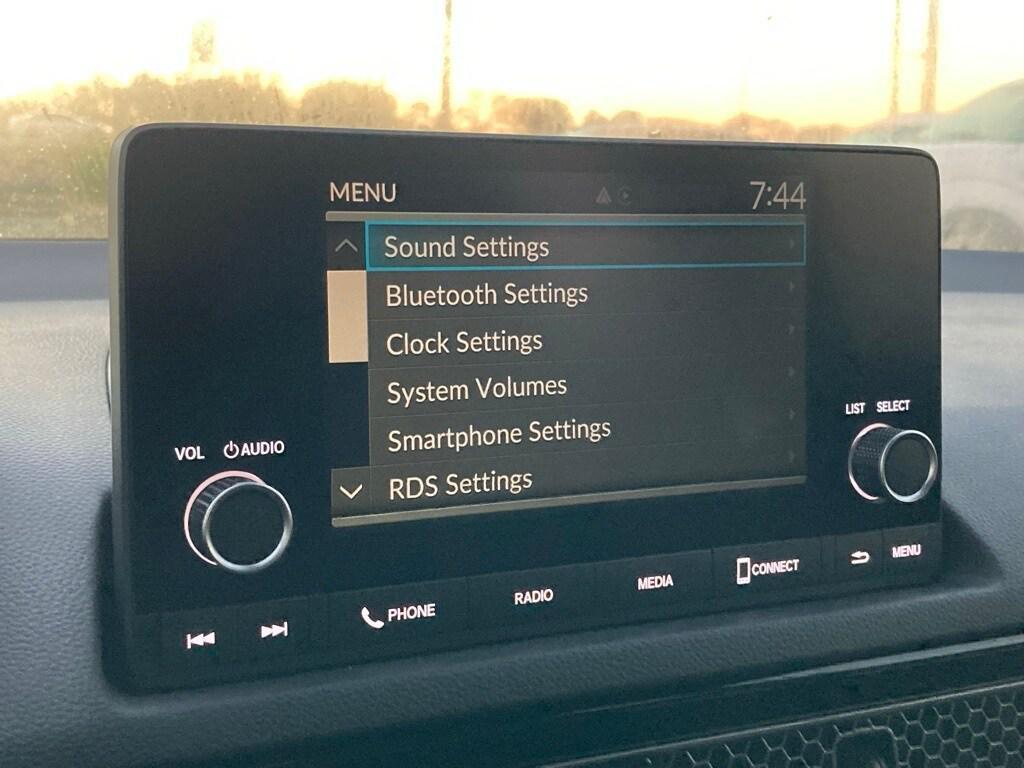 MENU 7:44
Sound Settings
Bluetooth Settings
Clock Settings
System Volumes
Smartphone Settings
RDS Settings
VOL AUDIO
LIST SELECT
PHONE RADIO MEDIA CONNECT MENU